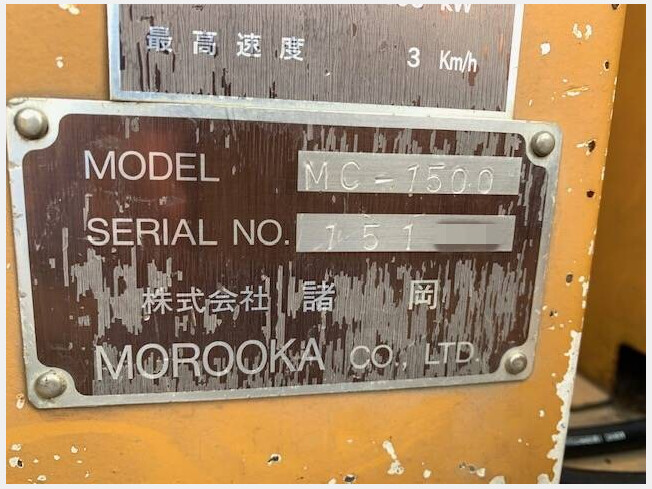 kW
最高速度 3 Km/h
MODEL MC-1500
SERIAL NO. 151
株式会社 諸岡
MOROOKA CO., LTD.